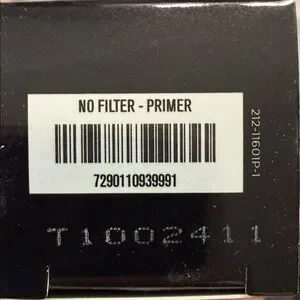 NO FILTER - PRIMER
7290110939991
212-11601P-1
T1002411